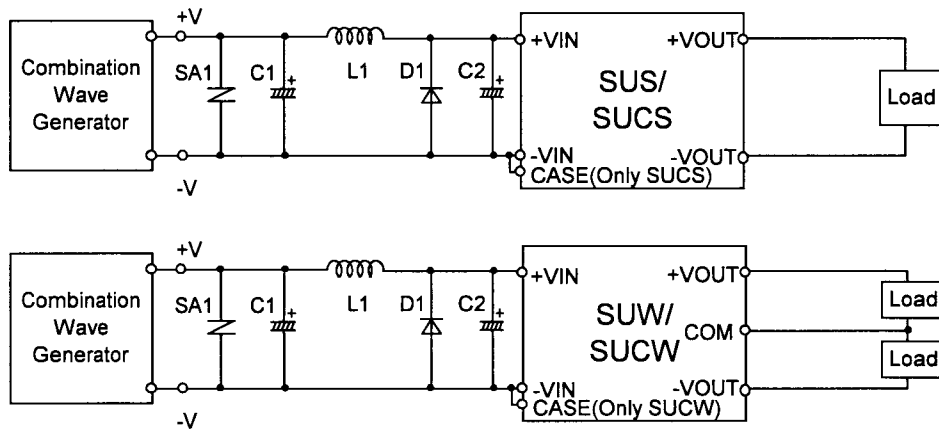 +V
Combination
Wave
Generator
SA1
C1
+
L1
D1
C2
+
+VIN
+VOUT
SUS/
SUCS
Load
-VIN
-VOUT
CASE(Only SUCS)
-V
+V
Combination
Wave
Generator
SA1
C1
+
L1
D1
C2
+
+VIN
+VOUT
SUW/
SUCW
COM
Load
Load
-VIN
-VOUT
CASE(Only SUCW)
-V